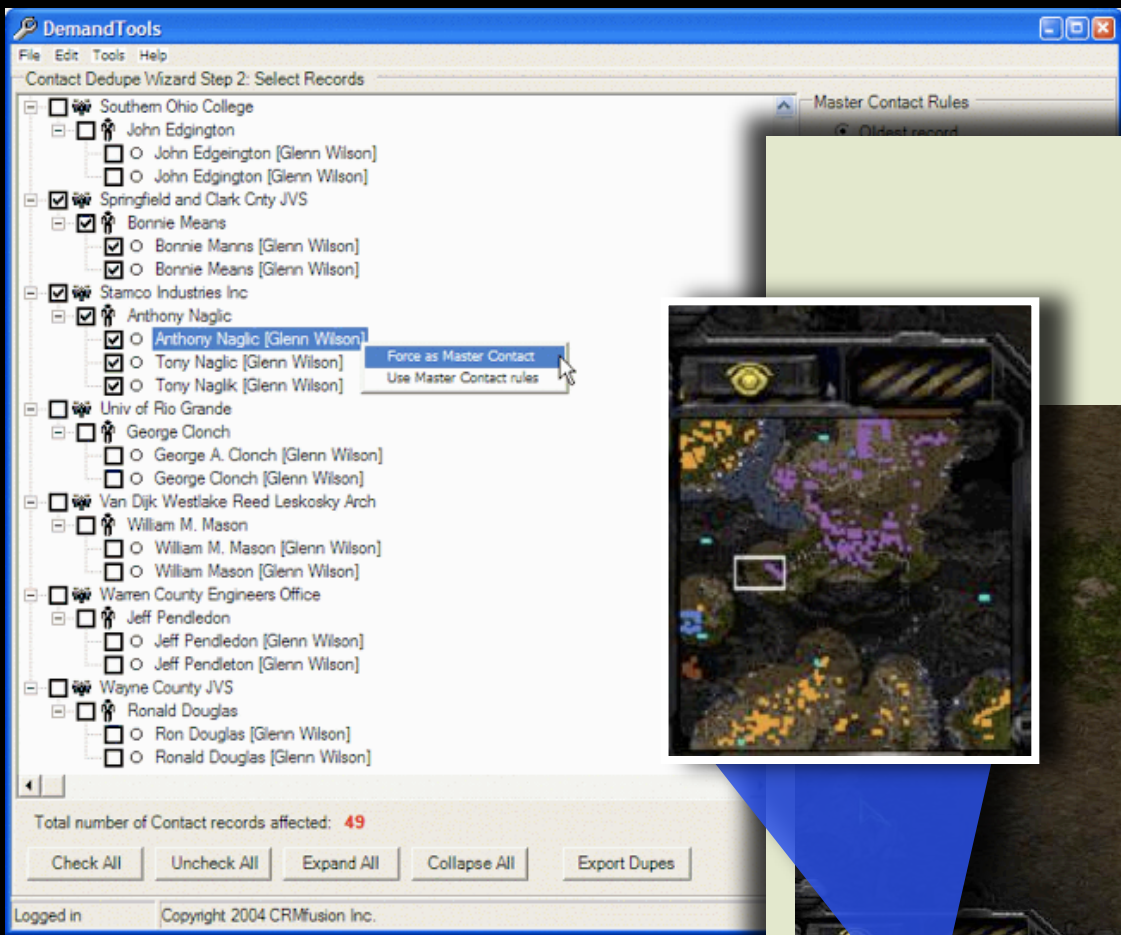 DemandTools
File Edit Tools Help
Contact Dedupe Wizard Step 2: Select Records
Southern Ohio College
John Edgington
John Edgeington [Glenn Wilson]
John Edgington [Glenn Wilson]
Springfield and Clark Cnty JVS
Bonnie Means
Bonnie Manns [Glenn Wilson]
Bonnie Means [Glenn Wilson]
Stamco Industries Inc
Anthony Naglic
Anthony Naglic [Glenn Wilson]
Tony Naglic [Glenn Wilson]
Tony Naglik [Glenn Wilson]
Force as Master Contact
Use Master Contact rules
Univ of Rio Grande
George Clonch
George A. Clonch [Glenn Wilson]
George Clonch [Glenn Wilson]
Van Dijk Westlake Reed Leskosky Arch
William M. Mason
William M. Mason [Glenn Wilson]
William Mason [Glenn Wilson]
Warren County Engineers Office
Jeff Pendledon
Jeff Pendledon [Glenn Wilson]
Jeff Pendleton [Glenn Wilson]
Wayne County JVS
Ronald Douglas
Ron Douglas [Glenn Wilson]
Ronald Douglas [Glenn Wilson]
Master Contact Rules
Oldest record
Total number of Contact records affected: 49
Check All Uncheck All Expand All Collapse All Export Dupes
Logged in Copyright 2004 CRMfusion Inc.